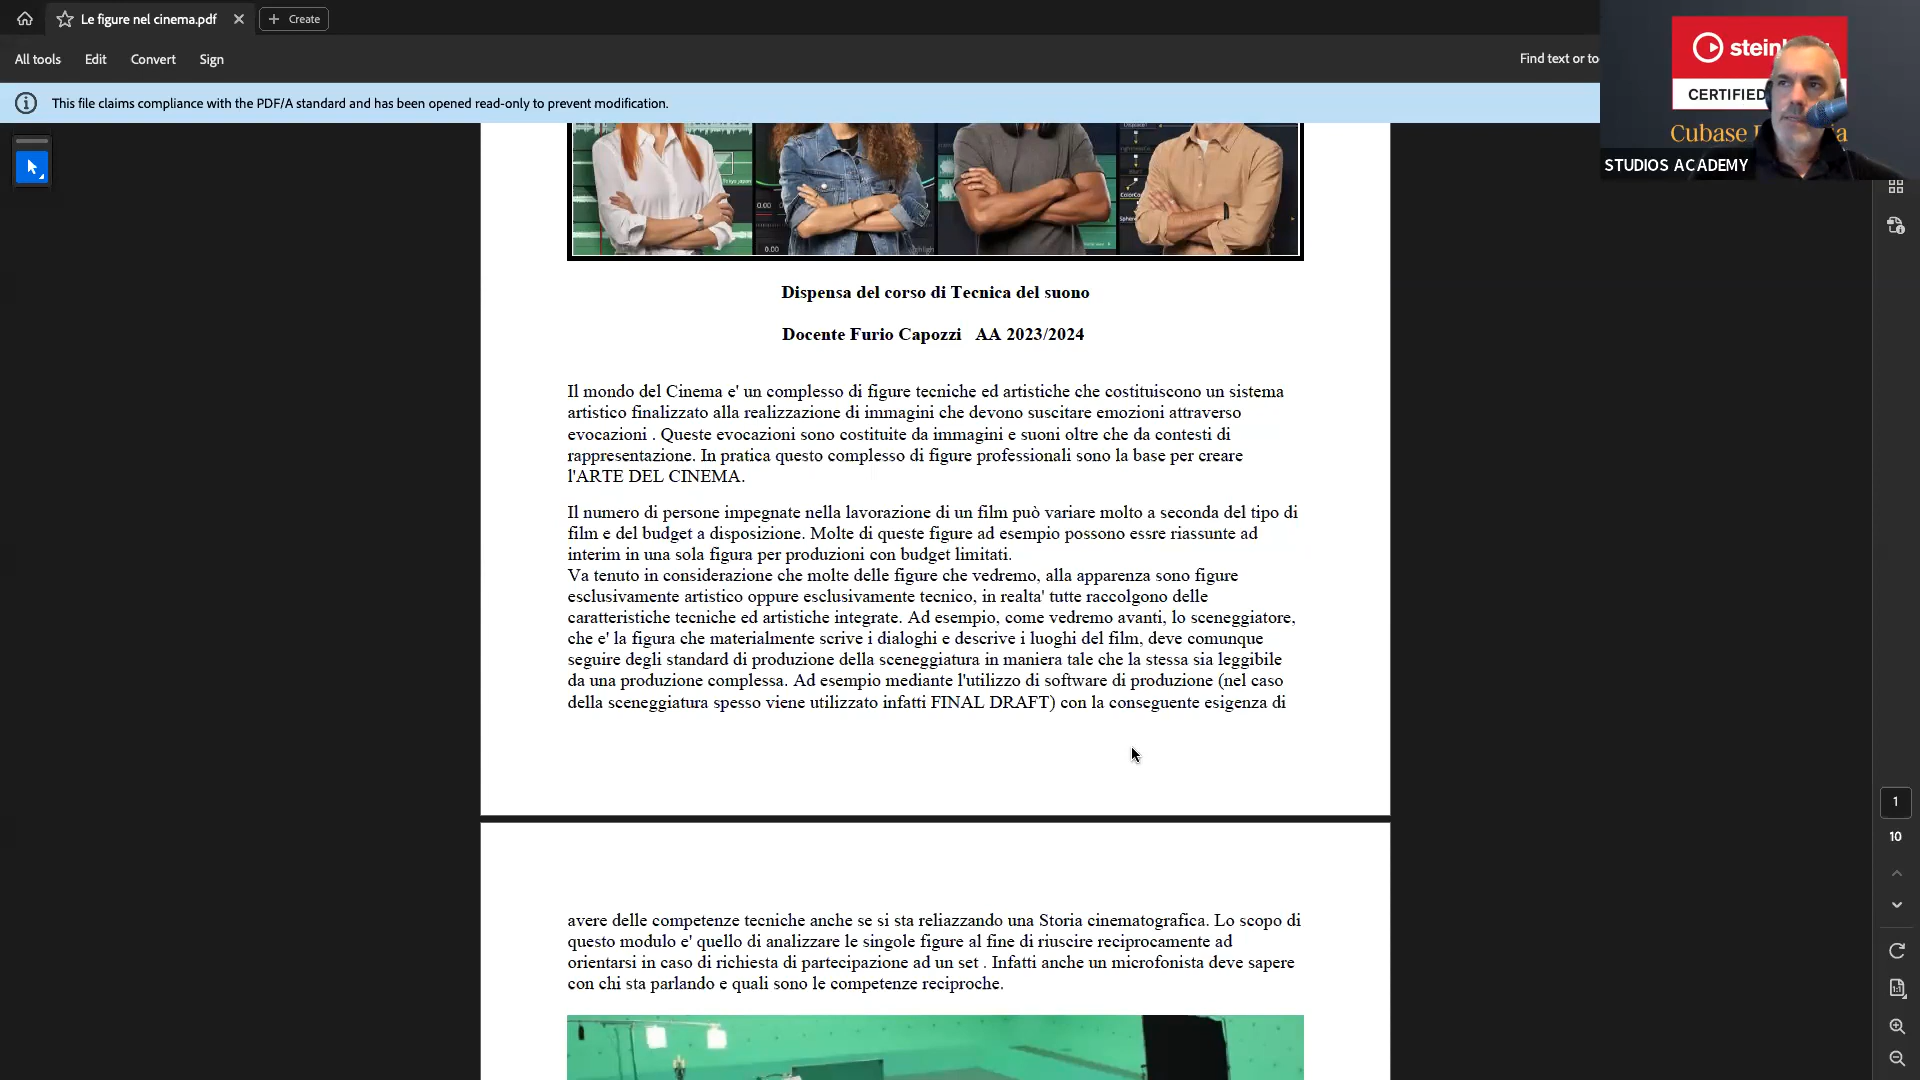 Le figure nel cinema.pdf
Create
All tools
Edit
Convert
Sign
Find text or to
This file claims compliance with the PDF/A standard and has been opened read-only to prevent modification.
CERTIFIED
Cubase
STUDIOS ACADEMY
0.00
0.00
Dispensa del corso di Tecnica del suono
Docente Furio Capozzi AA 2023/2024
Il mondo del Cinema e' un complesso di figure tecniche ed artistiche che costituiscono un sistema
artistico finalizzato alla realizzazione di immagini che devono suscitare emozioni attraverso
evocazioni . Queste evocazioni sono costituite da immagini e suoni oltre che da contesti di
rappresentazione. In pratica questo complesso di figure professionali sono la base per creare
l'ARTE DEL CINEMA.
Il numero di persone impegnate nella lavorazione di un film può variare molto a seconda del tipo di
film e del budget a disposizione. Molte di queste figure ad esempio possono essre riassunte ad
interim in una sola figura per produzioni con budget limitati.
Va tenuto in considerazione che molte delle figure che vedremo, alla apparenza sono figure
esclusivamente artistico oppure esclusivamente tecnico, in realta' tutte raccolgono delle
caratteristiche tecniche ed artistiche integrate. Ad esempio, come vedremo avanti, lo sceneggiatore,
che e' la figura che materialmente scrive i dialoghi e descrive i luoghi del film, deve comunque
seguire degli standard di produzione della sceneggiatura in maniera tale che la stessa sia leggibile
da una produzione complessa. Ad esempio mediante l'utilizzo di software di produzione (nel caso
della sceneggiatura spesso viene utilizzato infatti FINAL DRAFT) con la conseguente esigenza di
1
10
avere delle competenze tecniche anche se si sta reliazzando una Storia cinematografica. Lo scopo di
questo modulo e' quello di analizzare le singole figure al fine di riuscire reciprocamente ad
orientarsi in caso di richiesta di partecipazione ad un set . Infatti anche un microfonista deve sapere
con chi sta parlando e quali sono le competenze reciproche.